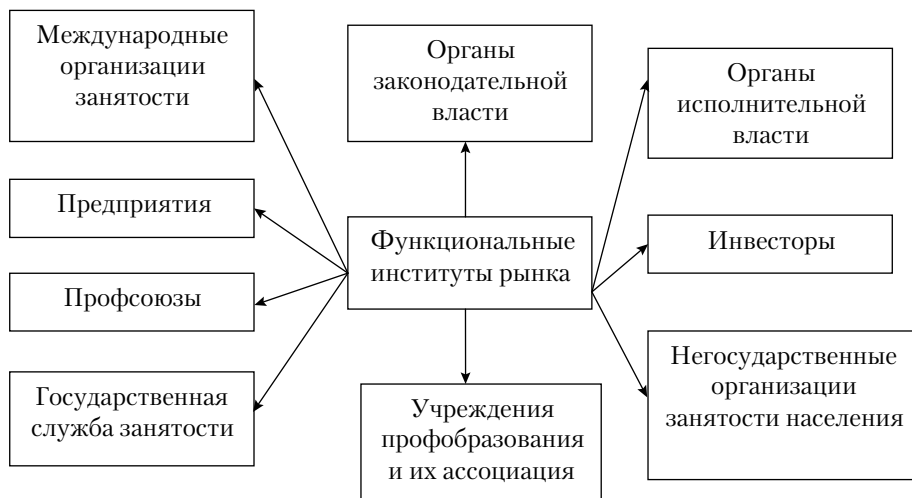 Международные
организации
занятости
Органы
законодательной
власти
Органы
исполнительной
власти
Предприятия
Функциональные
институты рынка
Инвесторы
Профсоюзы
Государственная
служба занятости
Учреждения
профобразования
и их ассоциация
Негосударственные
организации
занятости населения